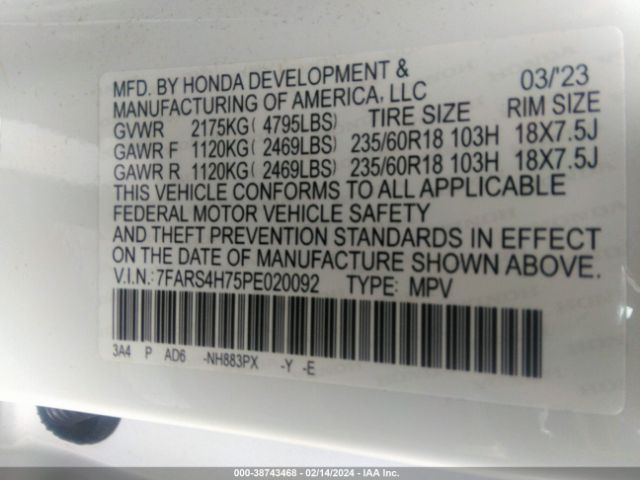 MFD. BY HONDA DEVELOPMENT & 03/'23
MANUFACTURING OF AMERICA, LLC
GVWR 2175KG( 4795LBS) TIRE SIZE RIM SIZE
GAWR F 1120KG( 2469LBS) 235/60R18 103H 18X7.5J
GAWR R 1120KG( 2469LBS) 235/60R18 103H 18X7.5J
THIS VEHICLE CONFORMS TO ALL APPLICABLE
FEDERAL MOTOR VEHICLE SAFETY
AND THEFT PREVENTION STANDARDS IN EFFECT
ON THE DATE OF MANUFACTURE SHOWN ABOVE.
V.I.N.: 7FARS4H75PE020092 TYPE: MPV
3A4 P AD6 -NH883PX -Y -E
000-38743468 - 02/14/2024 - IAA Inc.